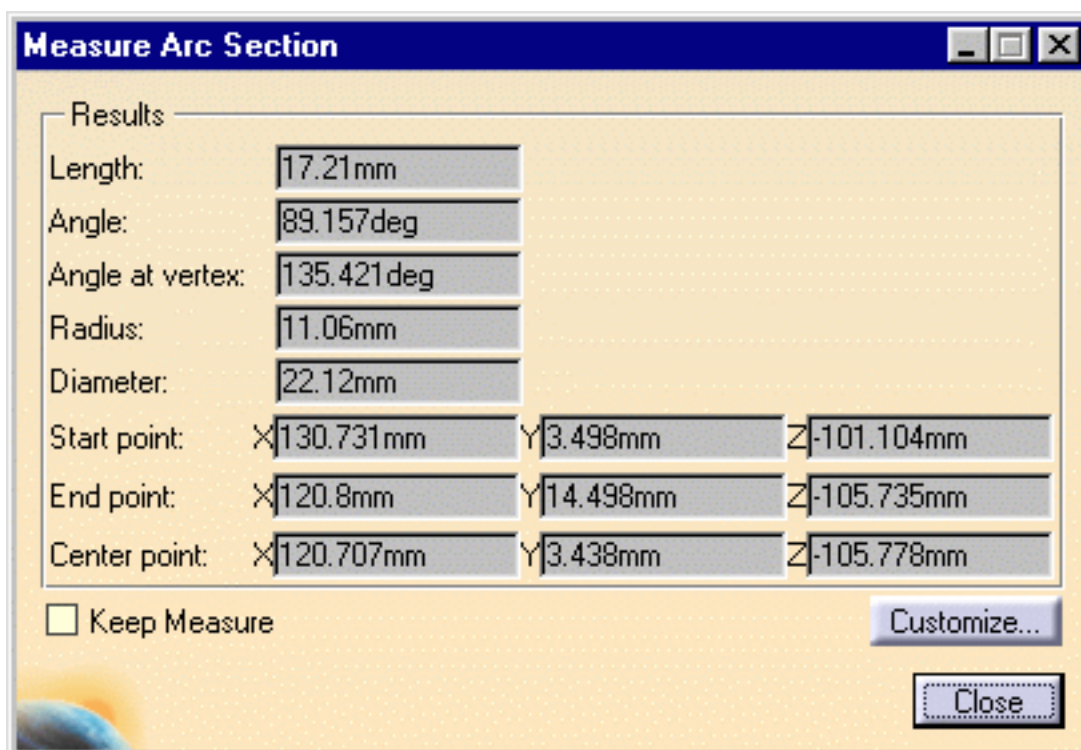 Measure Arc Section
Results
Length: 17.21mm
Angle: 89.157deg
Angle at vertex: 135.421deg
Radius: 11.06mm
Diameter: 22.12mm
Start point: X 130.731mm Y 3.498mm Z -101.104mm
End point: X 120.8mm Y 14.498mm Z -105.735mm
Center point: X 120.707mm Y 3.438mm Z -105.778mm
Keep Measure Customize...
Close